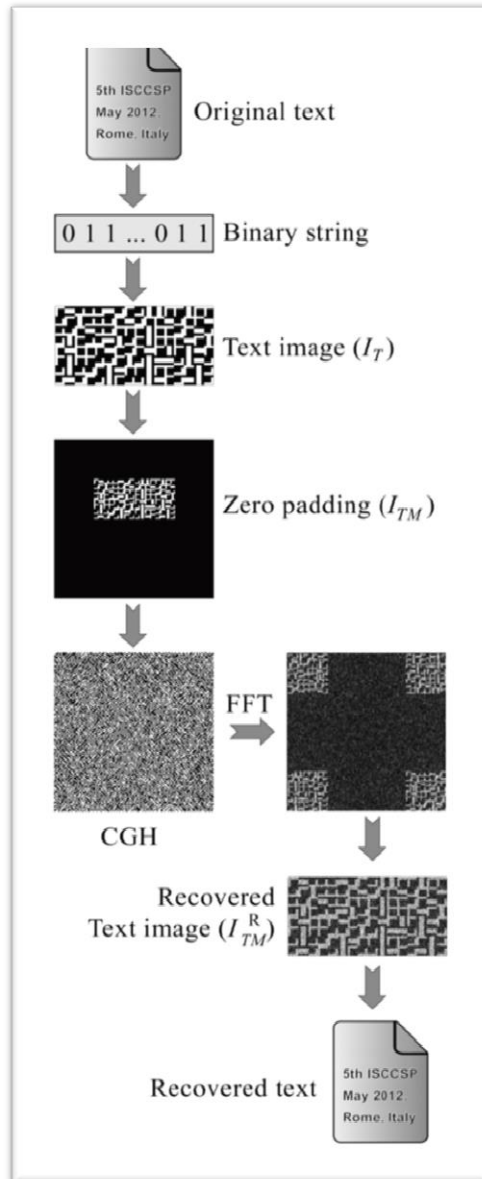 5th ISCCSP
May 2012.
Rome. Italy
Original text
0 1 1 ... 0 1 1
Binary string
Text image (I_T)
Zero padding (I_TM)
FFT
CGH
Recovered
Text image (I_TM^R)
5th ISCCSP
May 2012.
Rome. Italy
Recovered text